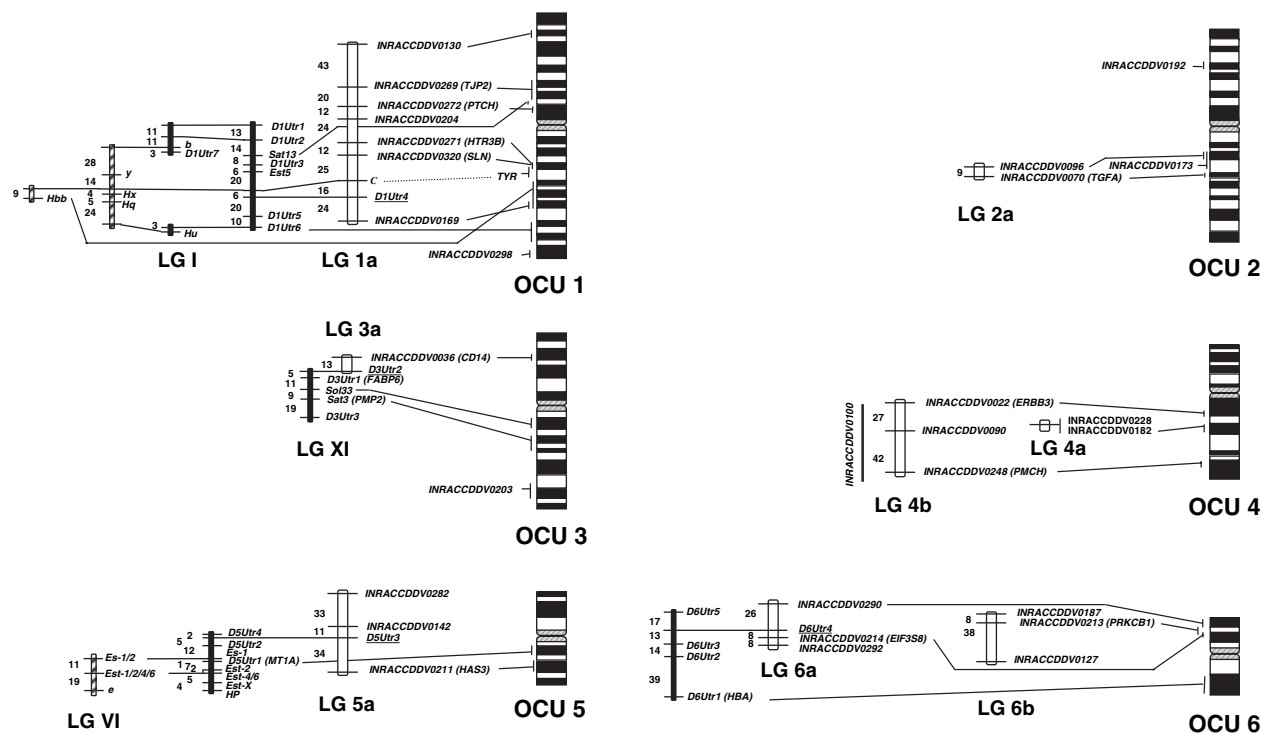 INRACCDDV0130
43
INRACCDDV0269 (TJP2)
20
INRACCDDV0272 (PTCH)
12
INRACCDDV0204
24
INRACCDDV0271 (HTR3B)
12
INRACCDDV0320 (SLN)
25
TYR
C
16
D1Utr4
24
INRACCDDV0169
INRACCDDV0298
D1Utr1
13
D1Utr2
14
Sat13
8
D1Utr3
6
Est5
20
6
20
D1Utr5
10
D1Utr6
11
11
b
3
D1Utr7
3
Hu
28
y
14
4
Hx
5
Hq
24
9
Hbb
LG I
LG 1a
OCU 1
INRACCDDV0192
INRACCDDV0096
INRACCDDV0173
9
INRACCDDV0070 (TGFA)
LG 2a
OCU 2
LG 3a
INRACCDDV0036 (CD14)
13
D3Utr2
5
D3Utr1 (FABP6)
11
Sol33
9
Sat3 (PMP2)
19
D3Utr3
LG XI
INRACCDDV0203
OCU 3
INRACCDDV0100
INRACCDDV0022 (ERBB3)
27
INRACCDDV0228
INRACCDDV0090
INRACCDDV0182
LG 4a
42
INRACCDDV0248 (PMCH)
LG 4b
OCU 4
INRACCDDV0282
33
INRACCDDV0142
11
D5Utr3
34
INRACCDDV0211 (HAS3)
2
D5Utr4
5
D5Utr2
12
Es-1
D5Utr1 (MT1A)
17
2
Est-2
Est-4/6
5
Est-X
4
HP
Es-1/2
11
Est-1/2/4/6
19
e
LG VI
LG 5a
OCU 5
D6Utr5
17
13
D6Utr3
14
D6Utr2
39
D6Utr1 (HBA)
26
INRACCDDV0290
D6Utr4
8
INRACCDDV0214 (EIF3S8)
8
INRACCDDV0292
LG 6a
INRACCDDV0187
8
INRACCDDV0213 (PRKCB1)
38
INRACCDDV0127
LG 6b
OCU 6